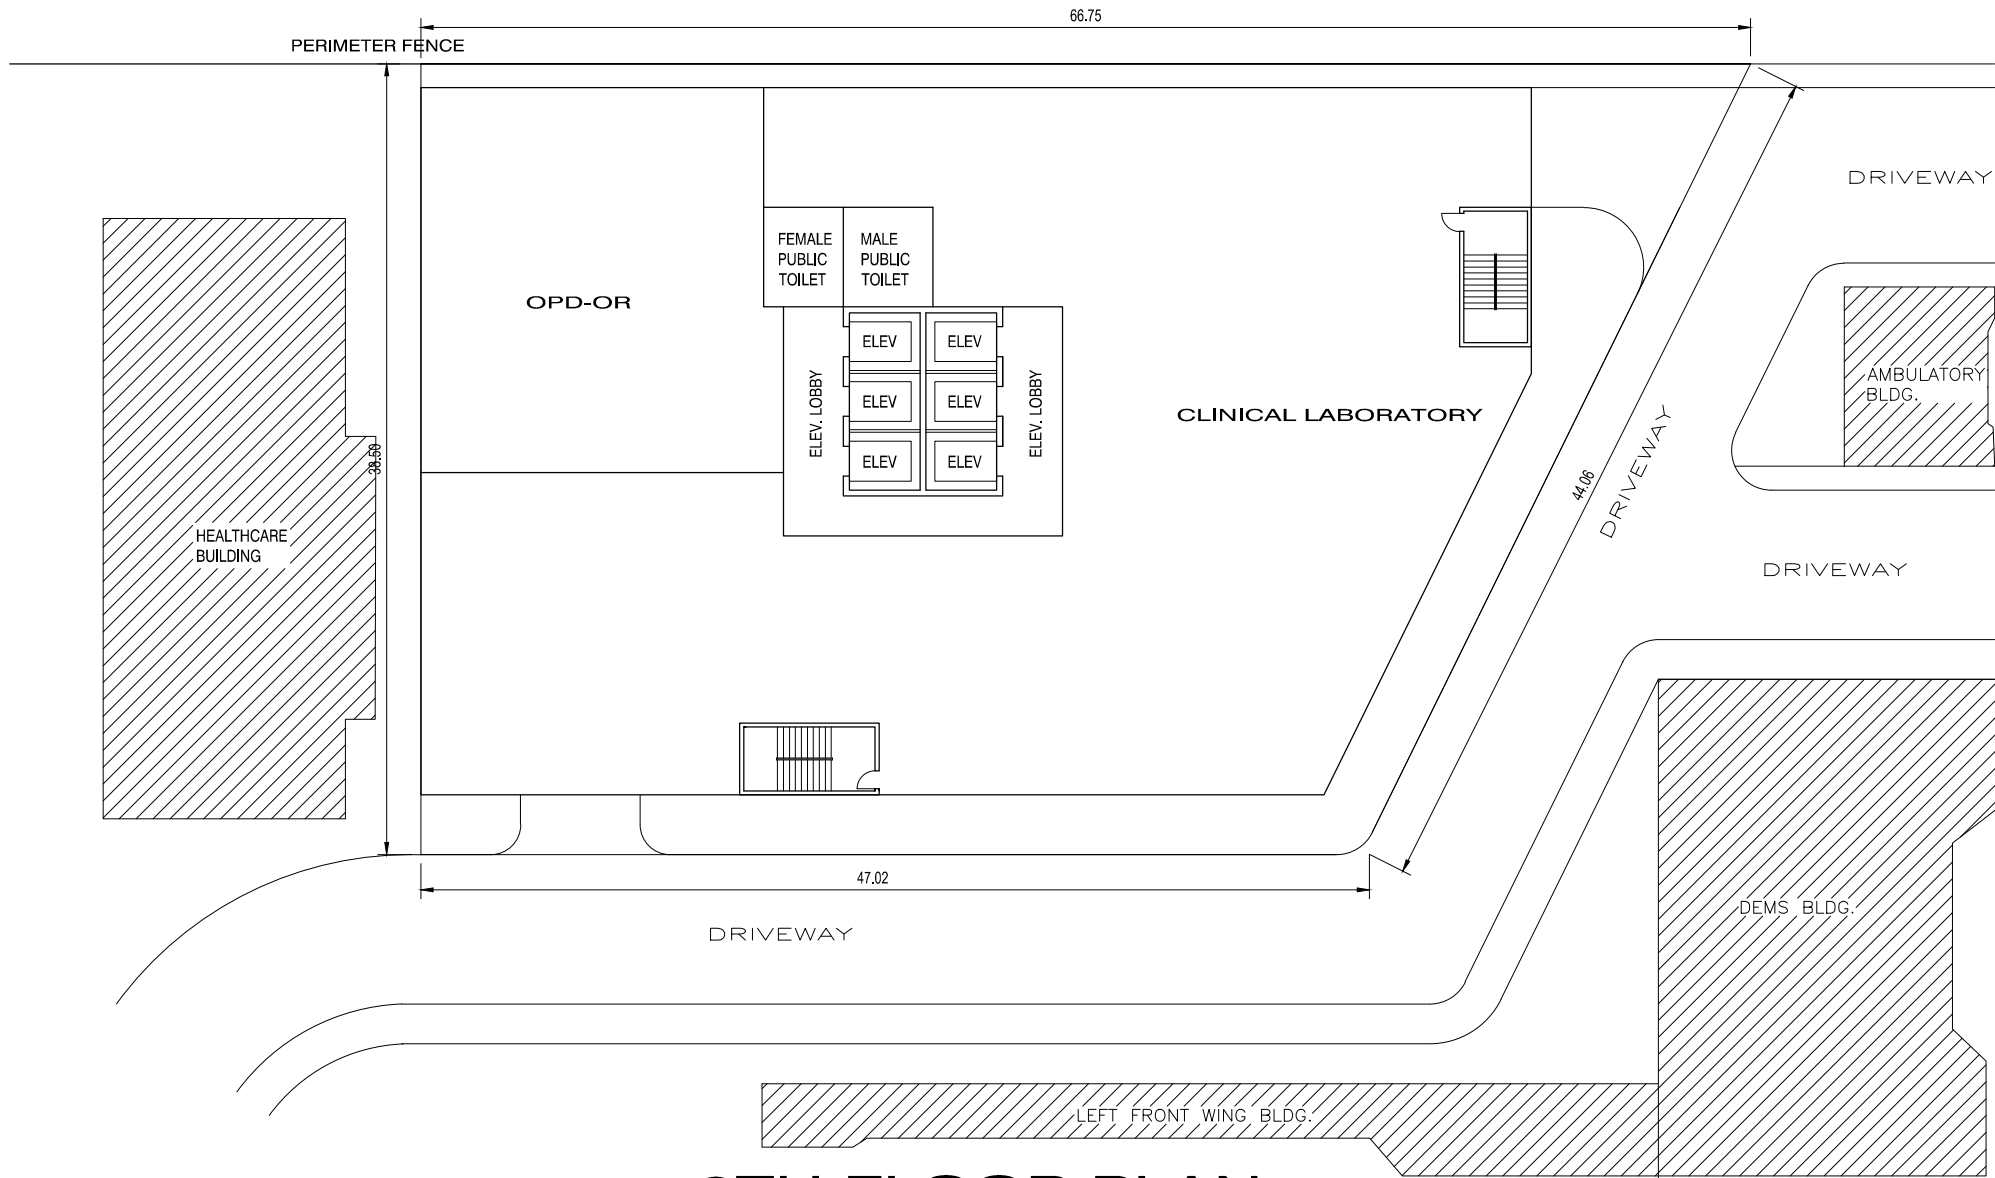 66.75
PERIMETER FENCE
DRIVEWAY
FEMALE
PUBLIC
TOILET
MALE
PUBLIC
TOILET
OPD-OR
ELEV
ELEV
ELEV. LOBBY
ELEV
ELEV
ELEV. LOBBY
ELEV
ELEV
CLINICAL LABORATORY
AMBULATORY
BLDG.
38.50
44.06
DRIVEWAY
HEALTHCARE
BUILDING
DRIVEWAY
47.02
DRIVEWAY
DEMS BLDG.
LEFT FRONT WING BLDG.
FLOOR PLAN